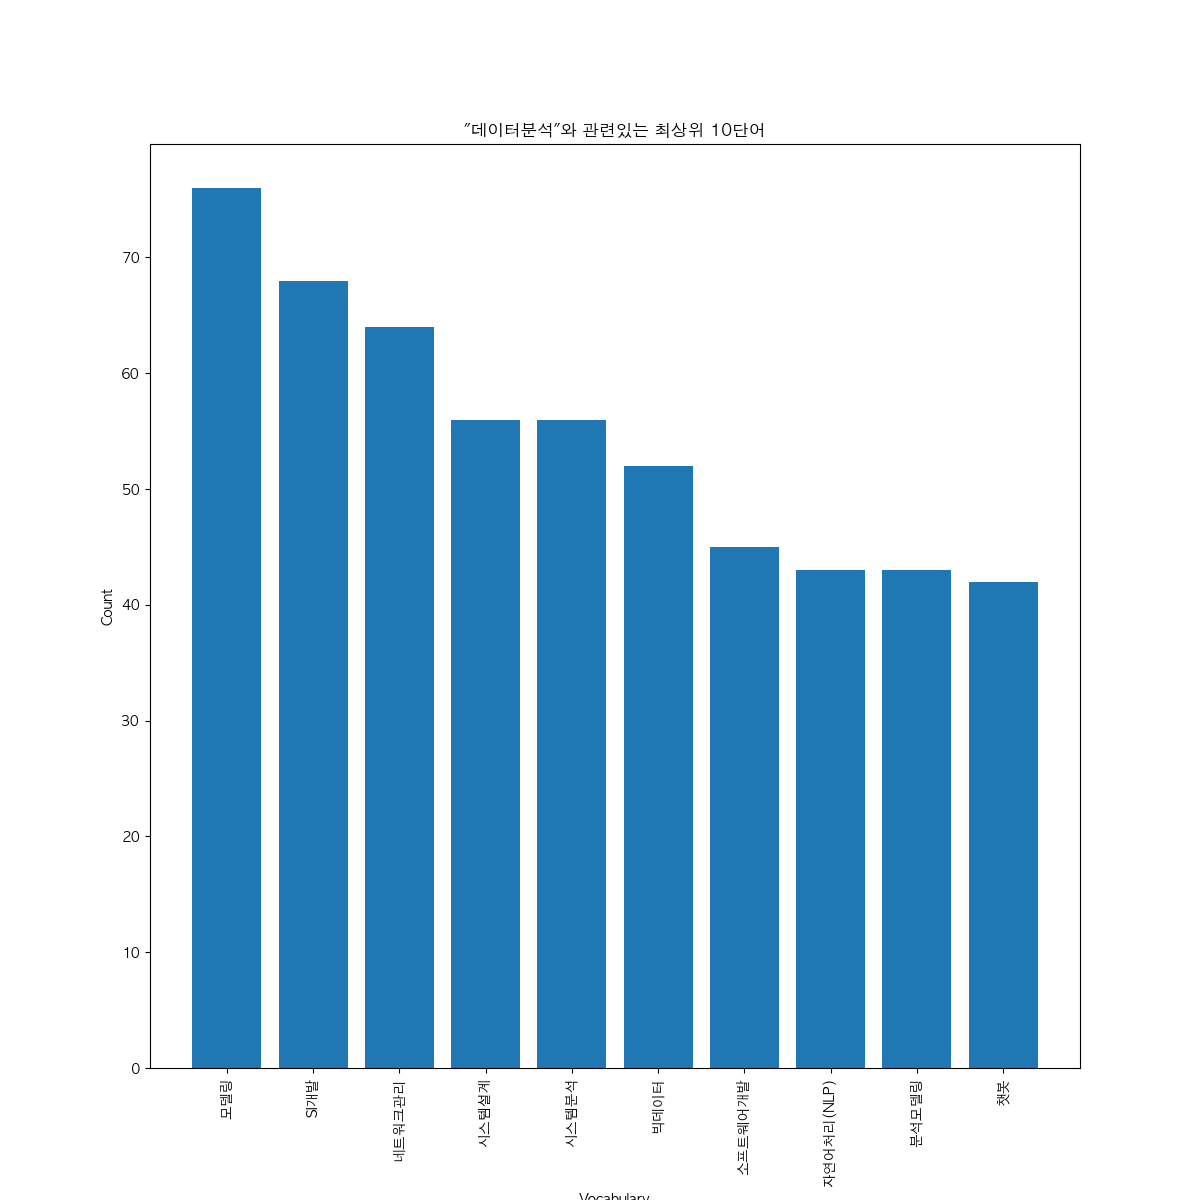 "데이터분석"와 관련있는 최상위 10단어
Count
70
60
50
40
30
20
10
0
모델링
SI개발
네트워크관리
시스템설계
시스템분석
빅데이터
소프트웨어개발
자연어처리(NLP)
분석모델링
챗봇
Vocabulary